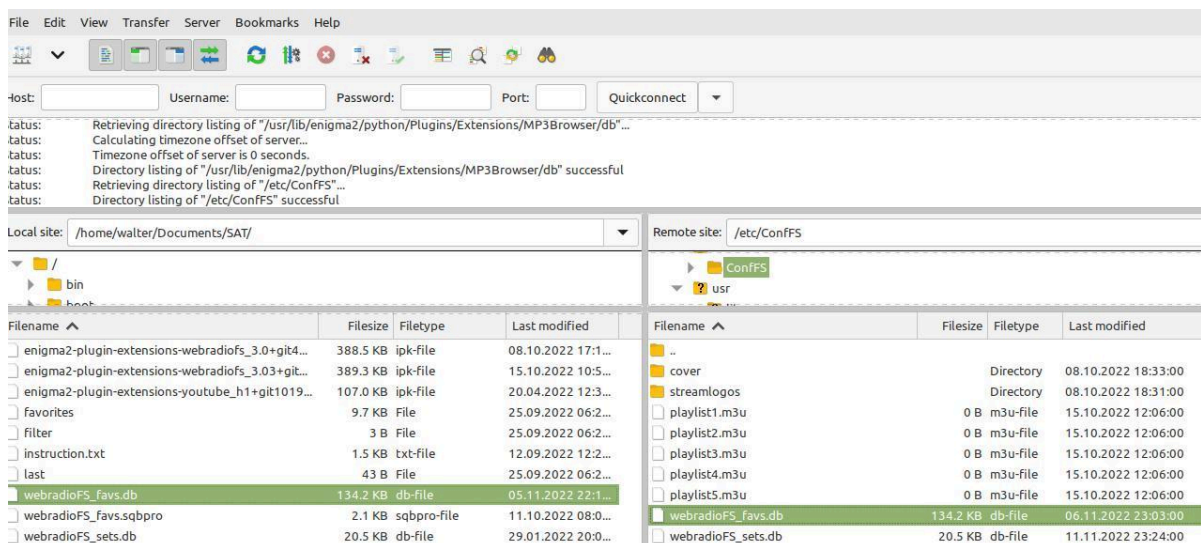 File Edit View Transfer Server Bookmarks Help
Host: Username: Password: Port: Quickconnect
status: Retrieving directory listing of "/usr/lib/enigma2/python/Plugins/Extensions/MP3Browser/db"...
status: Calculating timezone offset of server...
status: Timezone offset of server is 0 seconds.
status: Directory listing of "/usr/lib/enigma2/python/Plugins/Extensions/MP3Browser/db" successful
status: Retrieving directory listing of "/etc/ConfFS"...
status: Directory listing of "/etc/ConfFS" successful
Local site: /home/walter/Documents/SAT/
/
bin
Filename Filesize Filetype Last modified
enigma2-plugin-extensions-webradiofs_3.0+git4... 388.5 KB ipk-file 08.10.2022 17:1...
enigma2-plugin-extensions-webradiofs_3.03+git... 389.3 KB ipk-file 15.10.2022 10:5...
enigma2-plugin-extensions-youtube_h1+git1019... 107.0 KB ipk-file 20.04.2022 12:3...
favorites 9.7 KB File 25.09.2022 06:2...
filter 3 B File 25.09.2022 06:2...
instruction.txt 1.5 KB txt-file 12.09.2022 12:2...
last 43 B File 25.09.2022 06:2...
webradioFS_favs.db 134.2 KB db-file 05.11.2022 22:1...
webradioFS_favs.sqbpro 2.1 KB sqbpro-file 11.10.2022 08:0...
webradioFS_sets.db 20.5 KB db-file 29.01.2022 20:0...
Remote site: /etc/ConfFS
ConfFS
usr
Filename Filesize Filetype Last modified
..
cover Directory 08.10.2022 18:33:00
streamlogos Directory 08.10.2022 18:31:00
playlist1.m3u 0 B m3u-file 15.10.2022 12:06:00
playlist2.m3u 0 B m3u-file 15.10.2022 12:06:00
playlist3.m3u 0 B m3u-file 15.10.2022 12:06:00
playlist4.m3u 0 B m3u-file 15.10.2022 12:06:00
playlist5.m3u 0 B m3u-file 15.10.2022 12:06:00
webradioFS_favs.db 134.2 KB db-file 06.11.2022 23:03:00
webradioFS_sets.db 20.5 KB db-file 11.11.2022 23:24:00